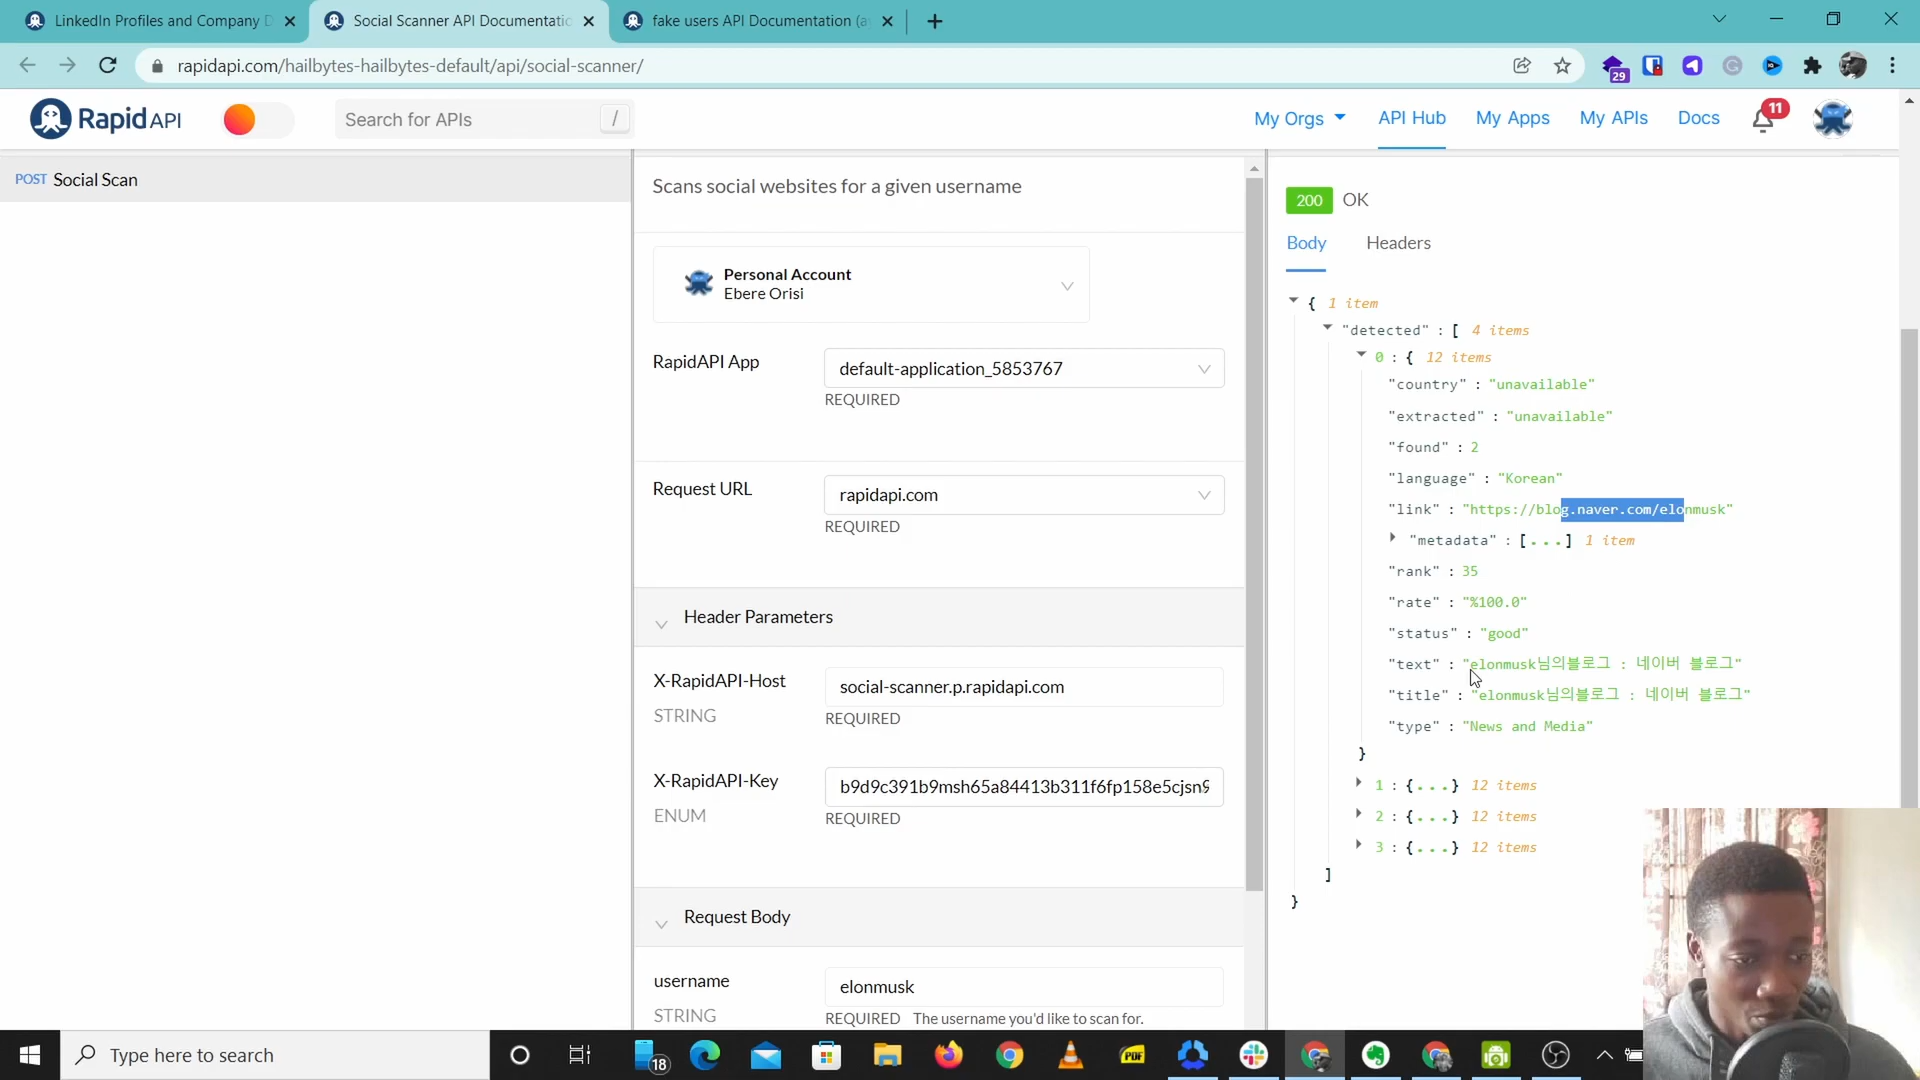 LinkedIn Profiles and Company D
Social Scanner API Documentatio
fake users API Documentation (a
rapidapi.com/hailbytes-hailbytes-default/api/social-scanner/
29
Rapid API
Search for APIs
/
My Orgs
API Hub
My Apps
My APIs
Docs
11
POST Social Scan
Scans social websites for a given username
Personal Account
Ebere Orisi
RapidAPI App
default-application_5853767
REQUIRED
Request URL
rapidapi.com
REQUIRED
Header Parameters
X-RapidAPI-Host
STRING
social-scanner.p.rapidapi.com
REQUIRED
X-RapidAPI-Key
ENUM
b9d9c391b9msh65a84413b311f6fp158e5cjsn9
REQUIRED
Request Body
username
STRING
elonmusk
REQUIRED The username you'd like to scan for.
200 OK
Body
Headers
{ 1 item
"detected" : [ 4 items
0 : { 12 items
"country" : "unavailable"
"extracted" : "unavailable"
"found" : 2
"language" : "Korean"
"link" : "https://blog.naver.com/elonmusk"
"metadata" : [...] 1 item
"rank" : 35
"rate" : "%100.0"
"status" : "good"
"text" : "elonmusk님의블로그 : 네이버 블로그"
"title" : "elonmusk님의블로그 : 네이버 블로그"
"type" : "News and Media"
}
1 : {...} 12 items
2 : {...} 12 items
3 : {...} 12 items
]
}
Type here to search
18
PDF